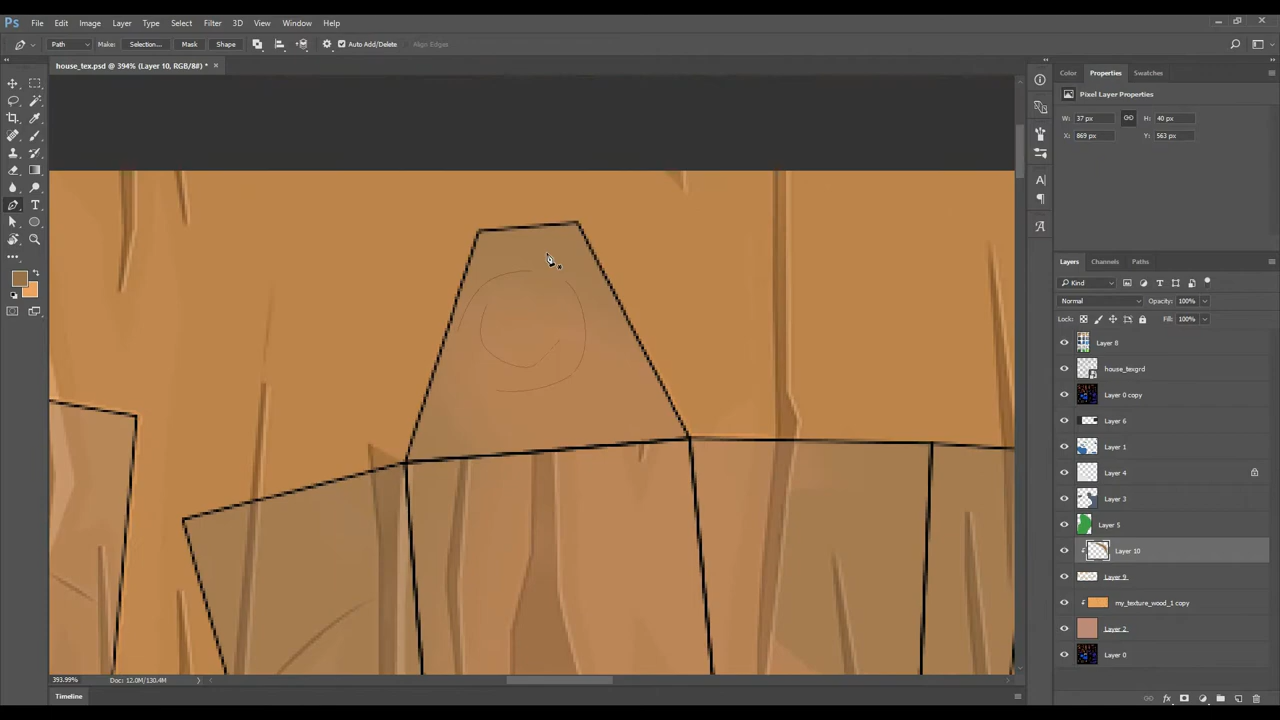 Ps File Edit Image Layer Type Select Filter 3D View Window Help
Path Make: Selection... Mask Shape Auto Add/Delete Align Edges
house_tex.psd @ 394% (Layer 10, RGB/8#) * ×
Color Properties Swatches
Pixel Layer Properties
W: 37 px H: 40 px
X: 869 px Y: 563 px
Layers Channels Paths
Kind
Normal Opacity: 100%
Lock: Fill: 100%
Layer 8
house_texgrd
Layer 0 copy
Layer 6
Layer 1
Layer 4
Layer 3
Layer 5
Layer 10
Layer 9
my_texture_wood_1 copy
Layer 2
Layer 0
393.99% Doc: 12.0M/130.4M
Timeline